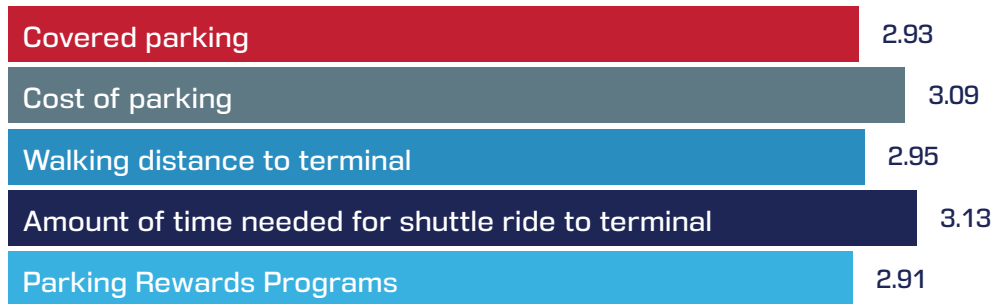 Covered parking 2.93
Cost of parking 3.09
Walking distance to terminal 2.95
Amount of time needed for shuttle ride to terminal 3.13
Parking Rewards Programs 2.91